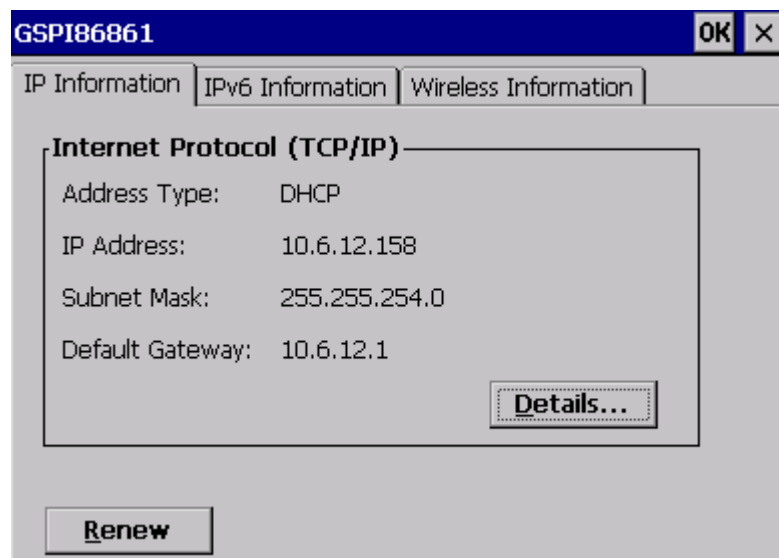 GSPI86861 OK ×
IP Information IPv6 Information Wireless Information
Internet Protocol (TCP/IP)
Address Type: DHCP
IP Address: 10.6.12.158
Subnet Mask: 255.255.254.0
Default Gateway: 10.6.12.1
Details...
Renew